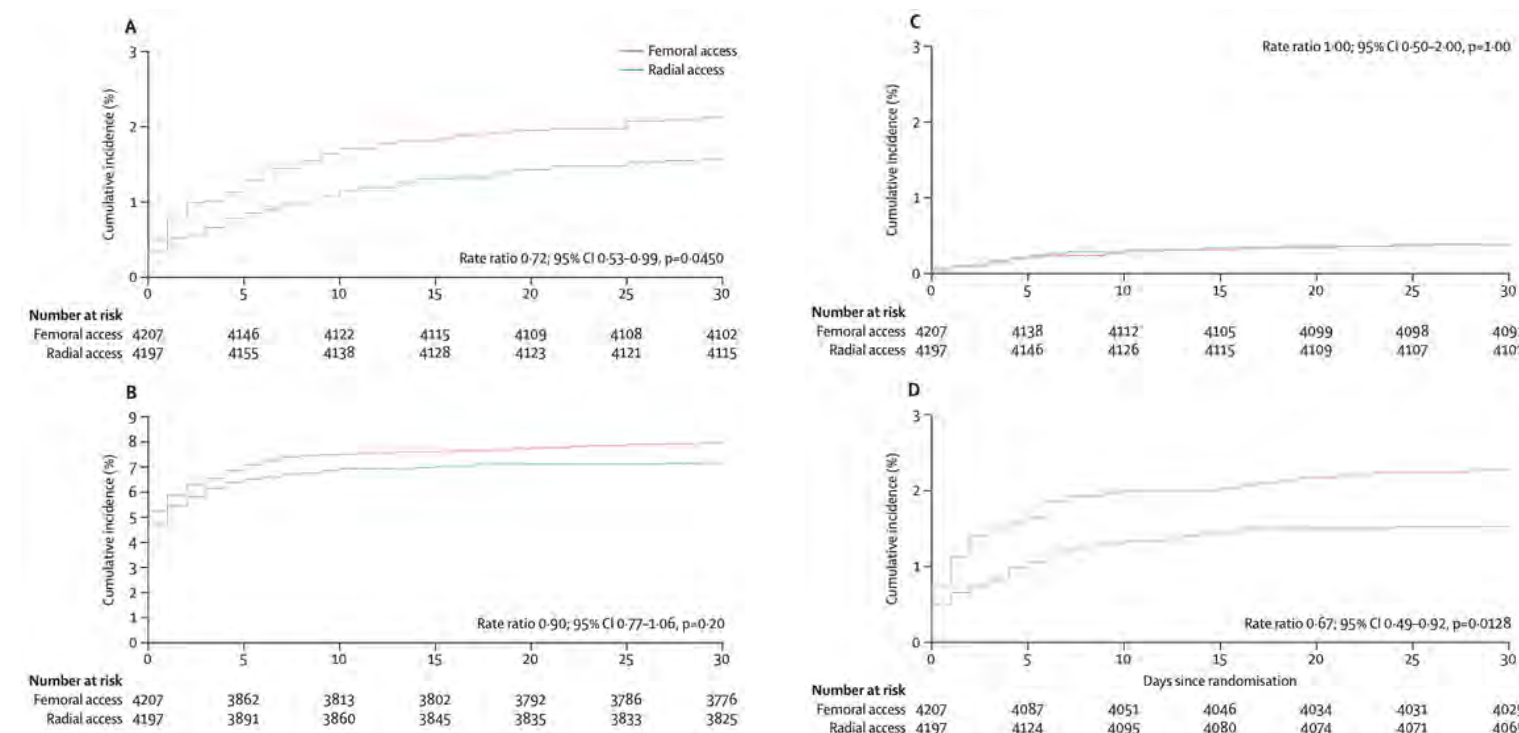 A
Cumulative incidence (%)
3
2
1
0
Femoral access
Radial access
Rate ratio 0·72; 95% CI 0·53–0·99, p=0·0450
0 5 10 15 20 25 30
Number at risk
Femoral access 4207 4146 4122 4115 4109 4108 4102
Radial access 4197 4155 4138 4128 4123 4121 4115
B
Cumulative incidence (%)
9
8
7
6
5
4
3
2
1
0
Rate ratio 0·90; 95% CI 0·77–1·06, p=0·20
0 5 10 15 20 25 30
Number at risk
Femoral access 4207 3862 3813 3802 3792 3786 3776
Radial access 4197 3891 3860 3845 3835 3833 3825
C
Cumulative incidence (%)
3
2
1
0
Rate ratio 1·00; 95% CI 0·50–2·00, p=1·00
0 5 10 15 20 25 30
Number at risk
Femoral access 4207 4138 4112 4105 4099 4098
Radial access 4197 4146 4126 4115 4109 4107
D
Cumulative incidence (%)
3
2
1
0
Rate ratio 0·67; 95% CI 0·49–0·92, p=0·0128
0 5 10 15 20 25 30
Days since randomisation
Number at risk
Femoral access 4207 4087 4051 4046 4034 4031
Radial access 4197 4124 4095 4080 4074 4071